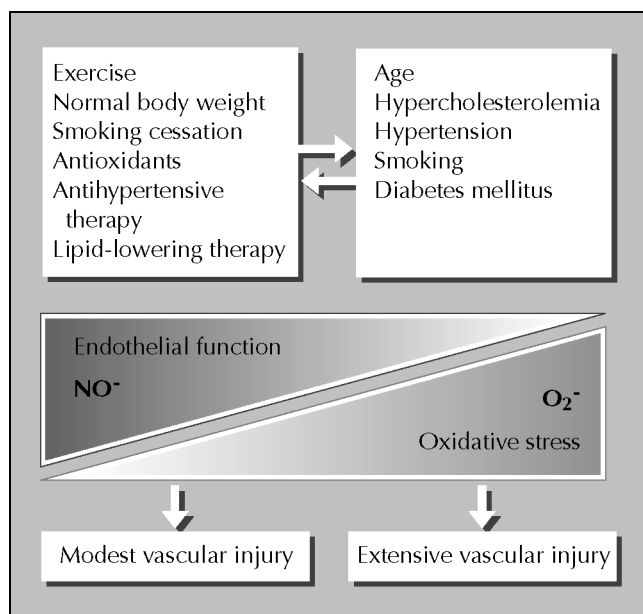 Exercise
Normal body weight
Smoking cessation
Antioxidants
Antihypertensive
therapy
Lipid-lowering therapy
Age
Hypercholesterolemia
Hypertension
Smoking
Diabetes mellitus
Endothelial function
NO⁻
O₂⁻
Oxidative stress
Modest vascular injury
Extensive vascular injury